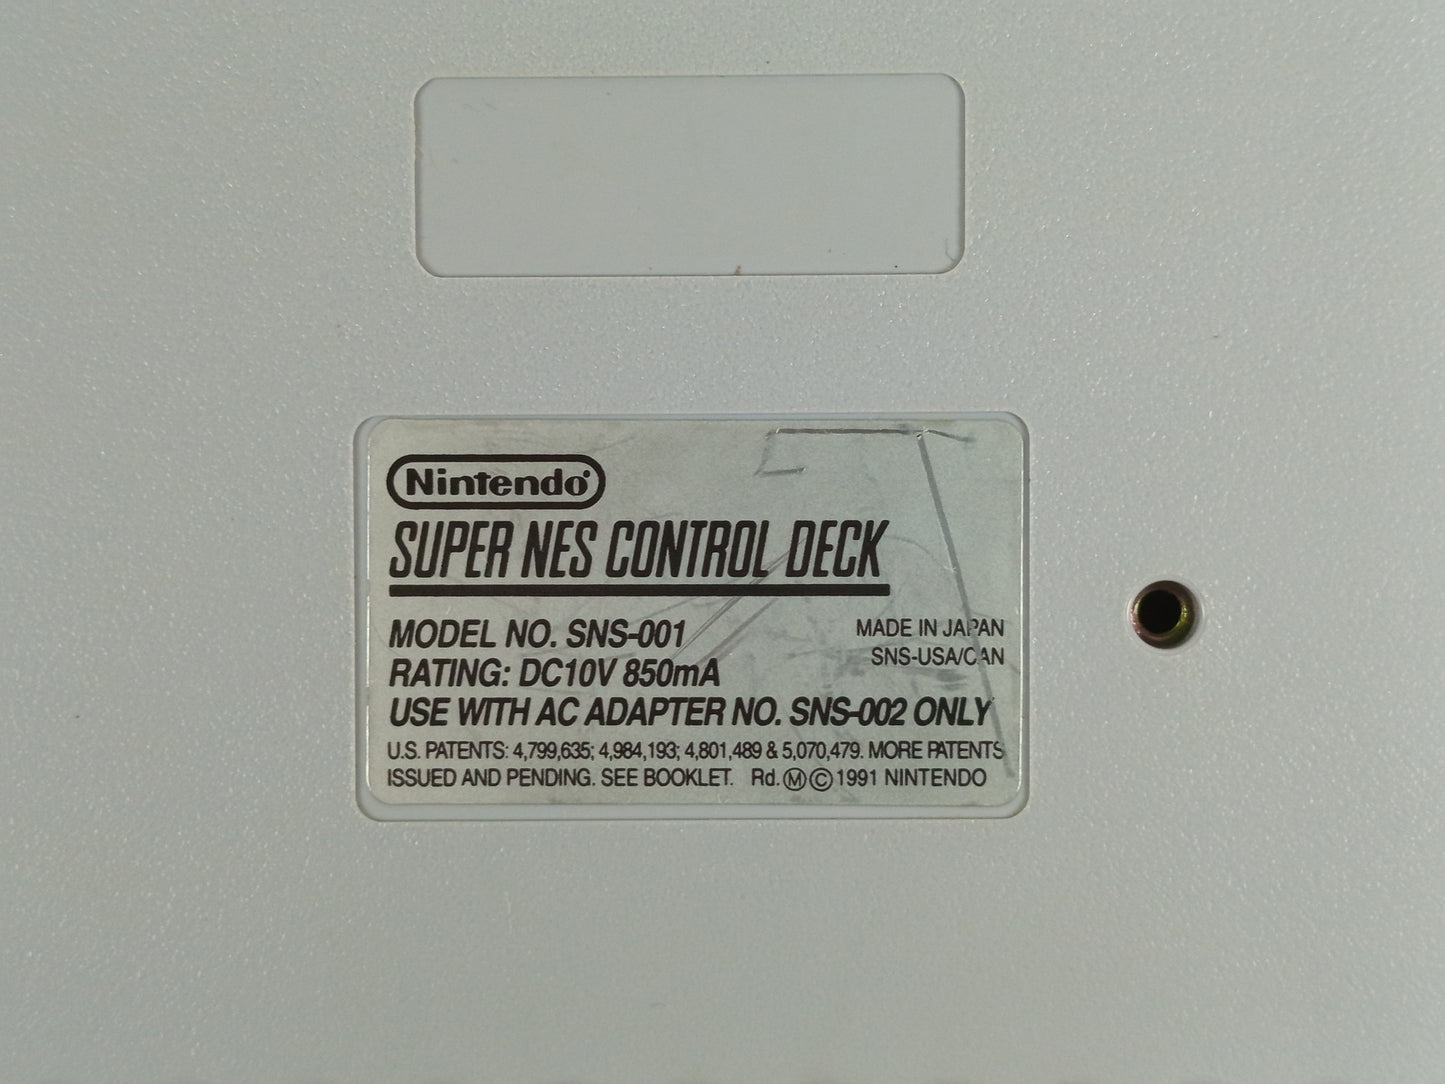 Nintendo®
SUPER NES CONTROL DECK
MODEL NO. SNS-001
MADE IN JAPAN
RATING: DC10V 850mA
SNS-USA/CAN
USE WITH AC ADAPTER NO. SNS-002 ONLY
U.S. PATENTS: 4,799,635; 4,984,193; 4,801,489 & 5,070,479. MORE PATENTS
ISSUED AND PENDING. SEE BOOKLET. Rd. Ⓜ © 1991 NINTENDO